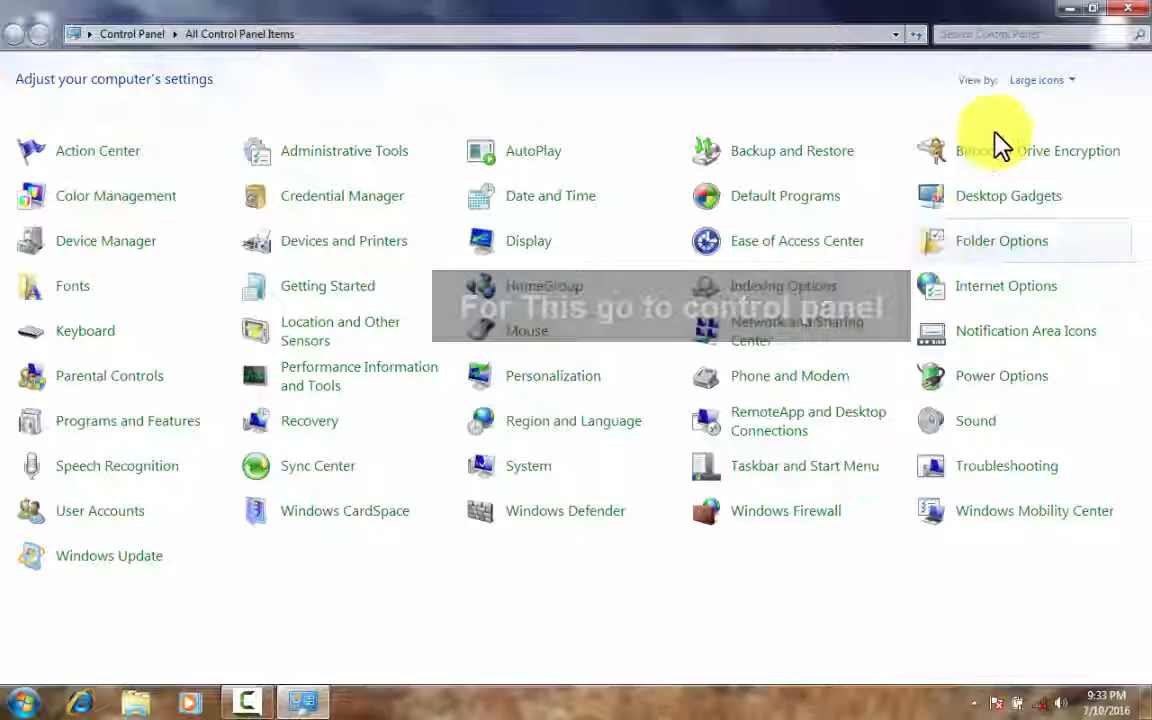 Control Panel ▸ All Control Panel Items
Search Control Panel
Adjust your computer's settings
View by: Large icons
Action Center
Administrative Tools
AutoPlay
Backup and Restore
Drive Encryption
Color Management
Credential Manager
Date and Time
Default Programs
Desktop Gadgets
Device Manager
Devices and Printers
Display
Ease of Access Center
Folder Options
Fonts
Getting Started
HomeGroup
Indexing Options
Internet Options
For This go to control panel
Keyboard
Location and Other
Sensors
Mouse
Network and Sharing
Center
Notification Area Icons
Parental Controls
Performance Information
and Tools
Personalization
Phone and Modem
Power Options
Programs and Features
Recovery
Region and Language
RemoteApp and Desktop
Connections
Sound
Speech Recognition
Sync Center
System
Taskbar and Start Menu
Troubleshooting
User Accounts
Windows CardSpace
Windows Defender
Windows Firewall
Windows Mobility Center
Windows Update
9:33 PM
7/10/2016